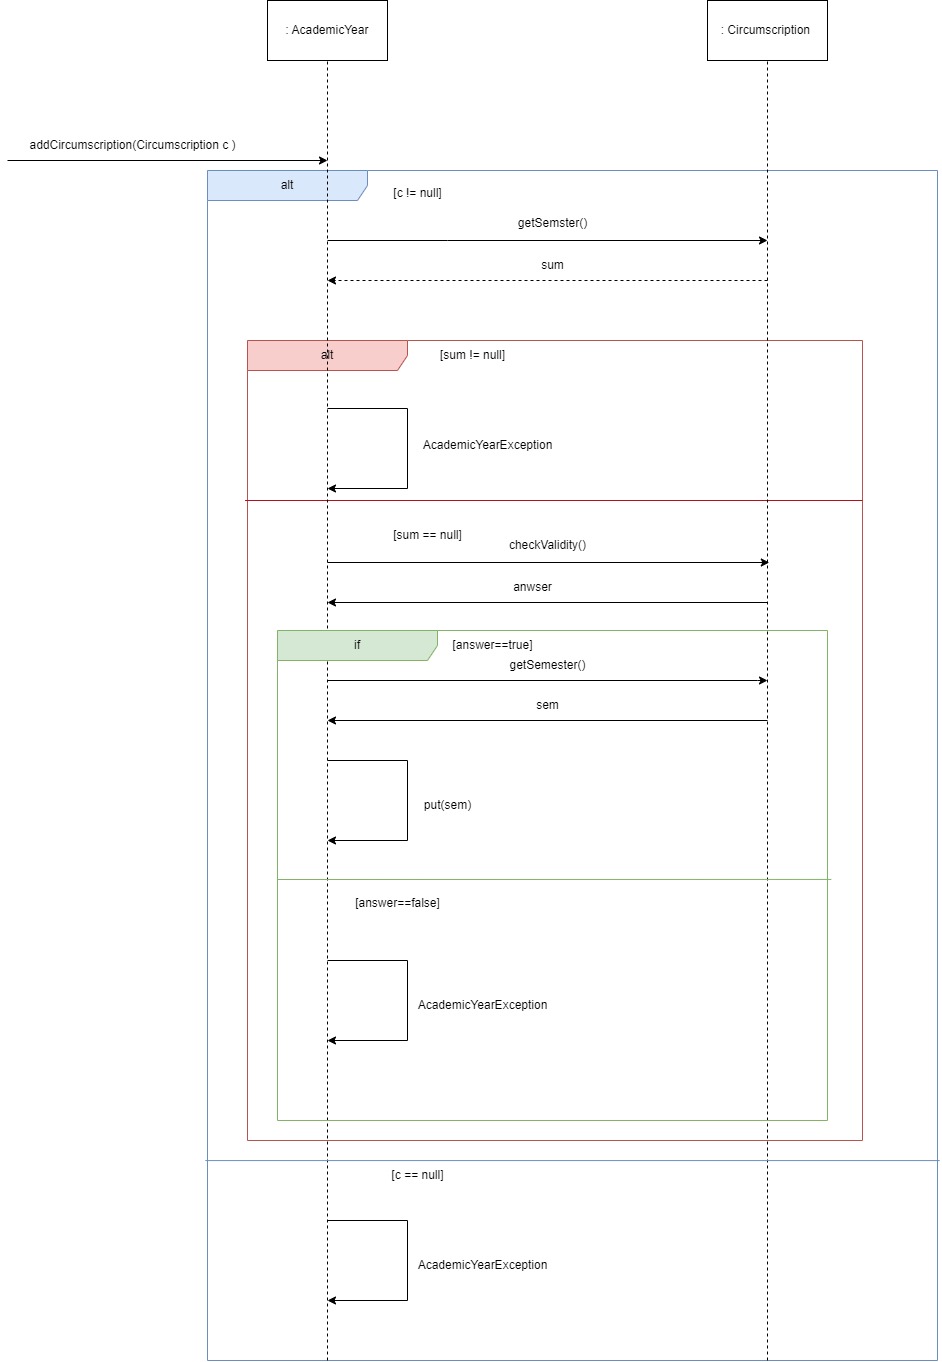 : AcademicYear
: Circumscription
addCircumscription(Circumscription c )
alt
[c != null]
getSemster()
sum
alt
[sum != null]
AcademicYearException
[sum == null]
checkValidity()
anwser
if
[answer==true]
getSemester()
sem
put(sem)
[answer==false]
AcademicYearException
[c == null]
AcademicYearException